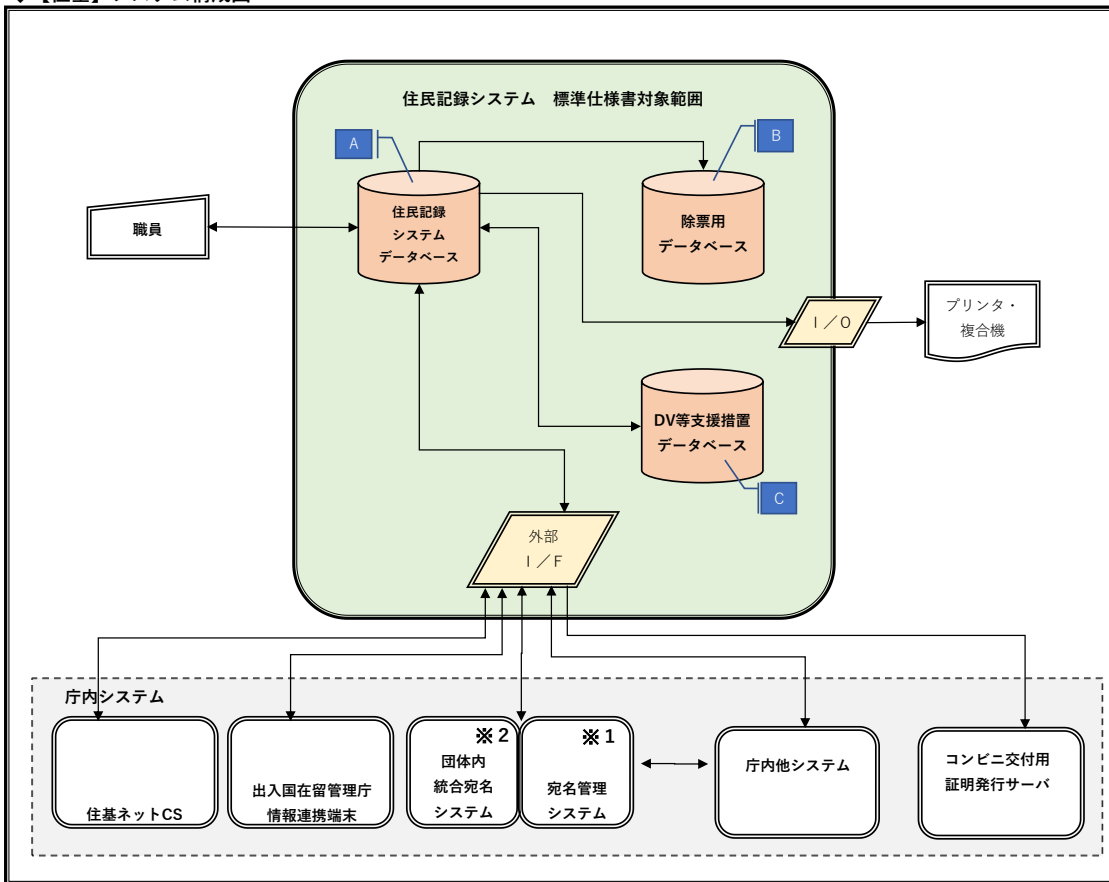 住民記録システム 標準仕様書対象範囲
A
B
住民記録
システム
データベース
除票用
データベース
職員
I/O
プリンタ・
複合機
DV等支援措置
データベース
C
外部
I/F
庁内システム
住基ネットCS
出入国在留管理庁
情報連携端末
※2
団体内
統合宛名
システム
※1
宛名管理
システム
庁内他システム
コンビニ交付用
証明発行サーバ